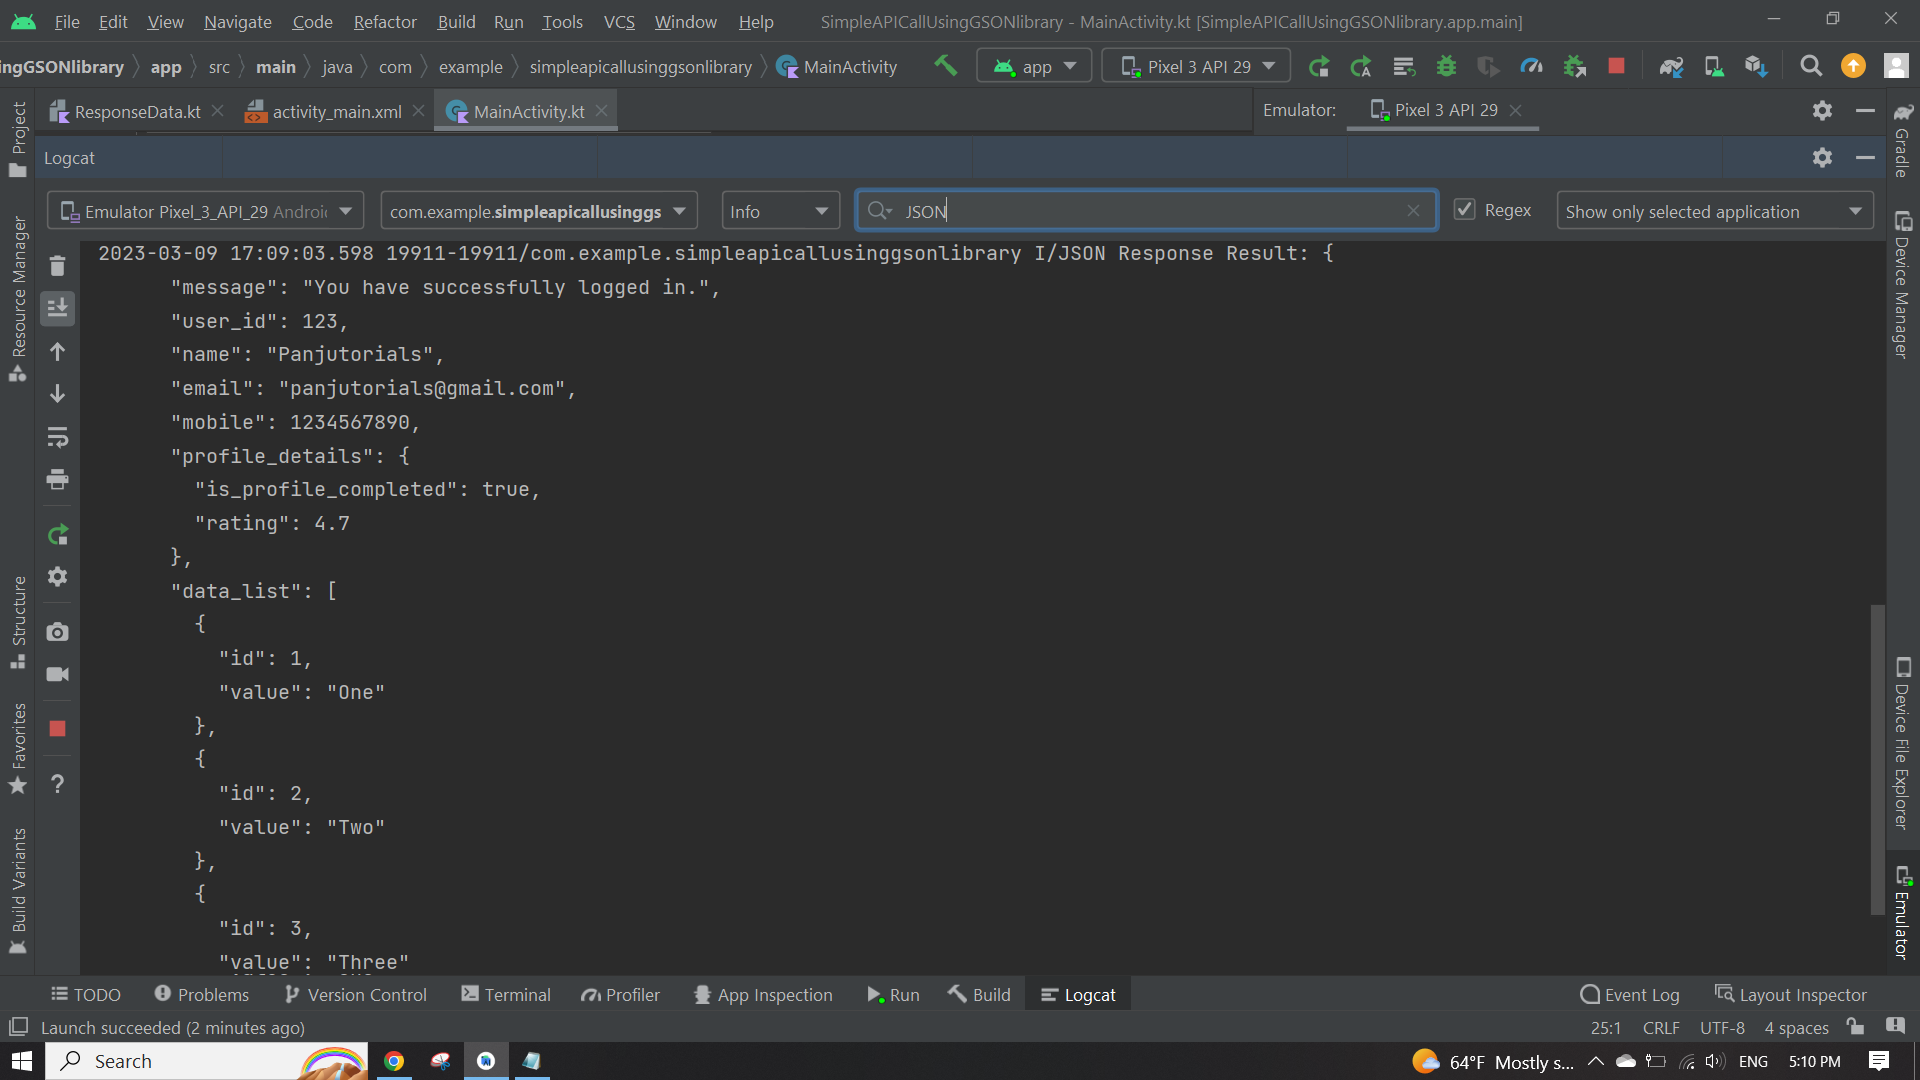 File Edit View Navigate Code Refactor Build Run Tools VCS Window Help SimpleAPICallUsingGSONlibrary - MainActivity.kt [SimpleAPICallUsingGSONlibrary.app.main]
ingGSONlibrary app src main java com example simpleapicallusinggsonlibrary MainActivity app Pixel 3 API 29
ResponseData.kt activity_main.xml MainActivity.kt Emulator: Pixel 3 API 29
Logcat
Emulator Pixel_3_API_29 Androi com.example.simpleapicallusinggs Info JSON Regex Show only selected application
2023-03-09 17:09:03.598 19911-19911/com.example.simpleapicallusinggsonlibrary I/JSON Response Result: {
"message": "You have successfully logged in.",
"user_id": 123,
"name": "Panjutorials",
"email": "panjutorials@gmail.com",
"mobile": 1234567890,
"profile_details": {
"is_profile_completed": true,
"rating": 4.7
},
"data_list": [
{
"id": 1,
"value": "One"
},
{
"id": 2,
"value": "Two"
},
{
"id": 3,
"value": "Three"
Project
Resource Manager
Structure
Favorites
Build Variants
Gradle
Device Manager
Device File Explorer
Emulator
TODO Problems Version Control Terminal Profiler App Inspection Run Build Logcat Event Log Layout Inspector
Launch succeeded (2 minutes ago) 25:1 CRLF UTF-8 4 spaces
Search 64°F Mostly s... ENG 5:10 PM